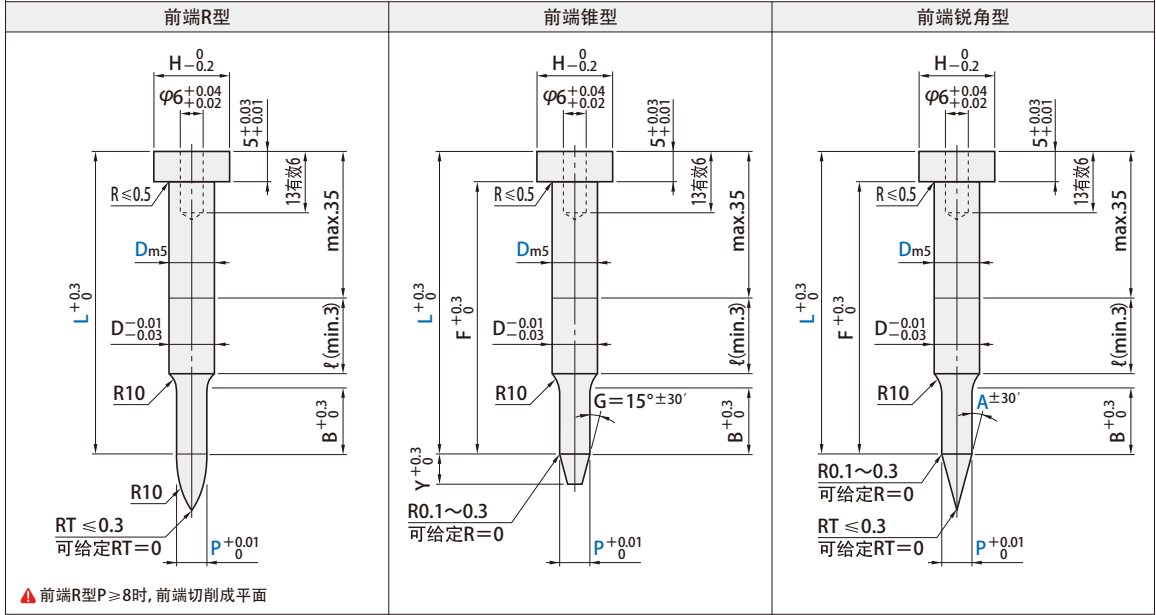 前端R型
H 0 −0.2
φ6 +0.04 +0.02
5 +0.03 +0.01
13有效6
R≤0.5
max.35
Dm5
L +0.3 0
D −0.01 −0.03
ℓ(min.3)
R10
B +0.3 0
R10
RT ≤0.3
可给定RT=0
P +0.01 0
前端R型P≥8时, 前端切削成平面
前端锥型
H 0 −0.2
φ6 +0.04 +0.02
5 +0.03 +0.01
13有效6
R≤0.5
max.35
Dm5
L +0.3 0
F +0.3 0
D −0.01 −0.03
ℓ(min.3)
R10
G=15°±30′
B +0.3 0
Y +0.3 0
R0.1～0.3
可给定R=0
P +0.01 0
前端锐角型
H 0 −0.2
φ6 +0.04 +0.02
5 +0.03 +0.01
13有效6
R≤0.5
max.35
Dm5
L +0.3 0
F +0.3 0
D −0.01 −0.03
ℓ(min.3)
R10
A±30′
B +0.3 0
R0.1～0.3
可给定R=0
RT ≤0.3
可给定RT=0
P +0.01 0